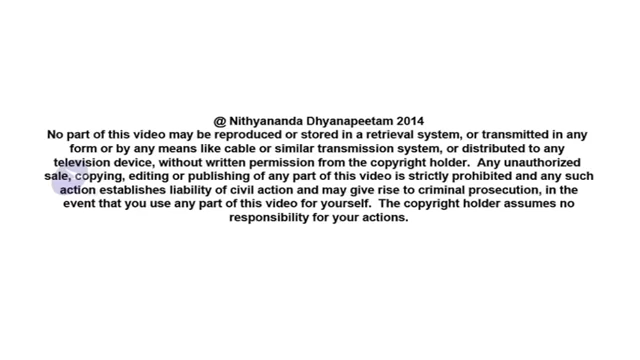 @ Nithyananda Dhyanapeetam 2014
No part of this video may be reproduced or stored in a retrieval system, or transmitted in any
form or by any means like cable or similar transmission system, or distributed to any
television device, without written permission from the copyright holder.  Any unauthorized
sale, copying, editing or publishing of any part of this video is strictly prohibited and any such
action establishes liability of civil action and may give rise to criminal prosecution, in the
event that you use any part of this video for yourself.  The copyright holder assumes no
responsibility for your actions.